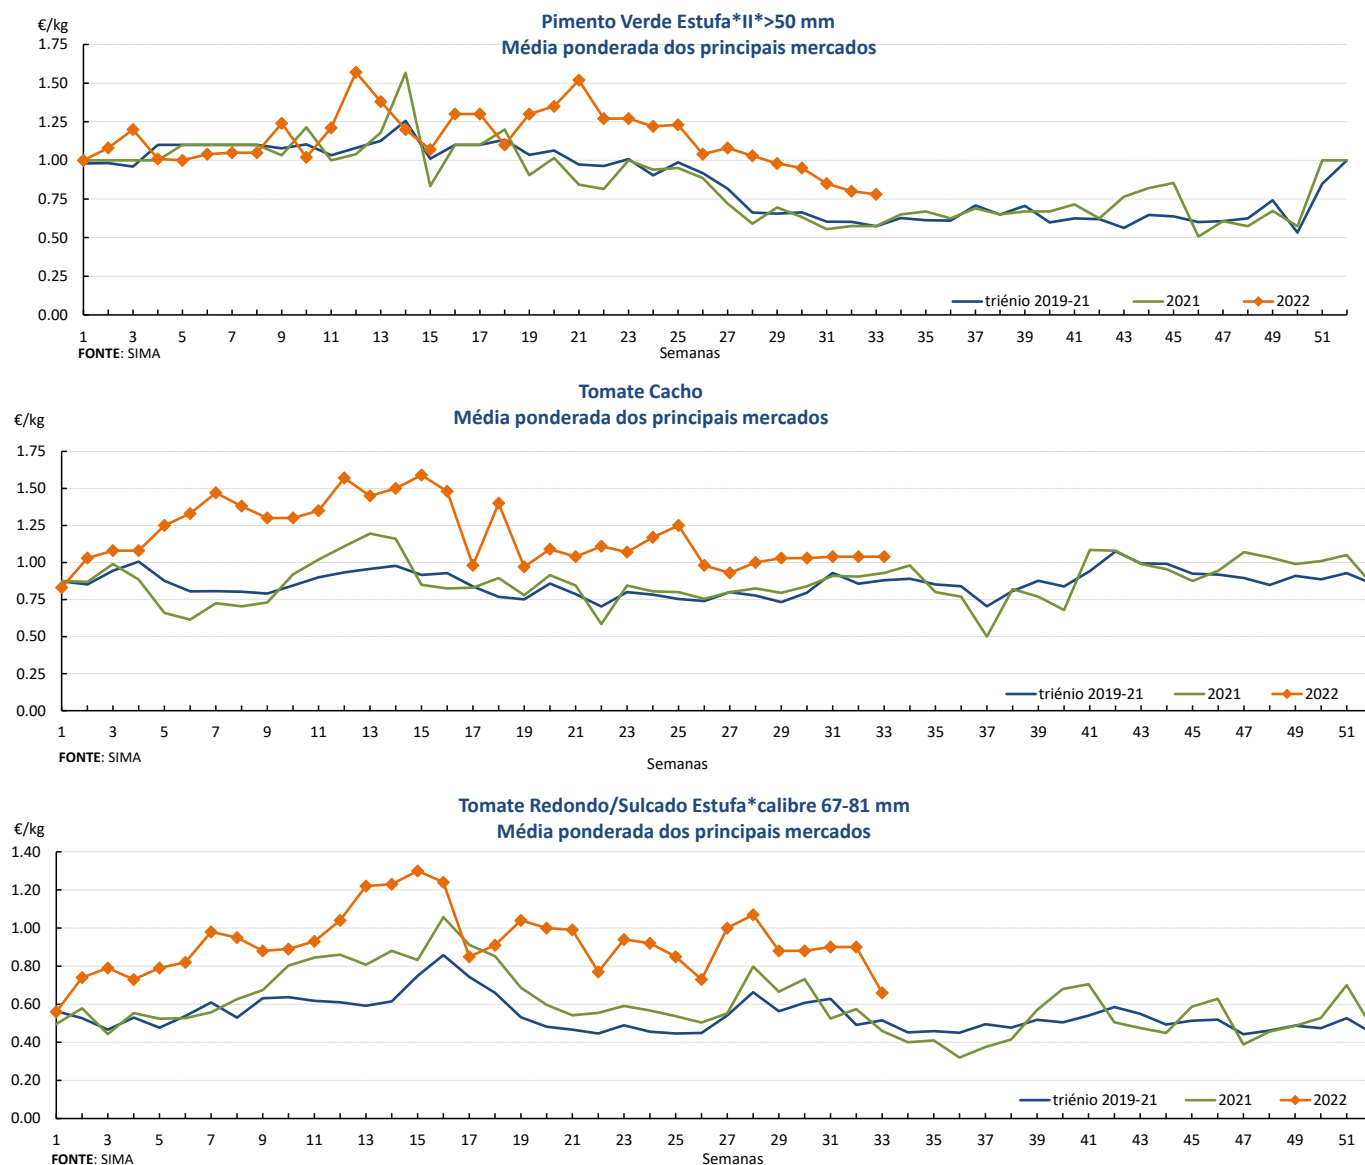 €/kg
Pimento Verde Estufa*II*>50 mm
Média ponderada dos principais mercados
1.75
1.50
1.25
1.00
0.75
0.50
0.25
0.00
triénio 2019-21 2021 2022
1 3 5 7 9 11 13 15 17 19 21 23 25 27 29 31 33 35 37 39 41 43 45 47 49 51
FONTE: SIMA
Semanas
Tomate Cacho
Média ponderada dos principais mercados
€/kg
1.75
1.50
1.25
1.00
0.75
0.50
0.25
0.00
triénio 2019-21 2021 2022
1 3 5 7 9 11 13 15 17 19 21 23 25 27 29 31 33 35 37 39 41 43 45 47 49 51
FONTE: SIMA
Semanas
Tomate Redondo/Sulcado Estufa*calibre 67-81 mm
Média ponderada dos principais mercados
€/kg
1.40
1.20
1.00
0.80
0.60
0.40
0.20
0.00
triénio 2019-21 2021 2022
1 3 5 7 9 11 13 15 17 19 21 23 25 27 29 31 33 35 37 39 41 43 45 47 49 51
FONTE: SIMA
Semanas